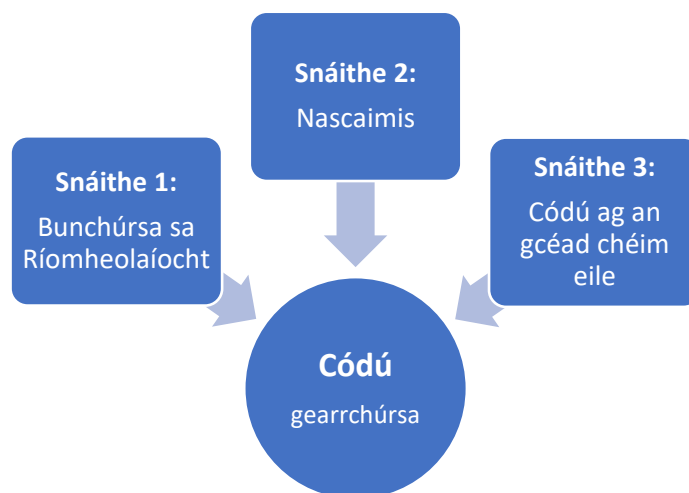 Snáithe 1:
Bunchúrsa sa
Ríomheolaíocht
Snáithe 2:
Nascaimis
Snáithe 3:
Códú ag an
gcéad chéim
eile
Códú
gearrchúrsa